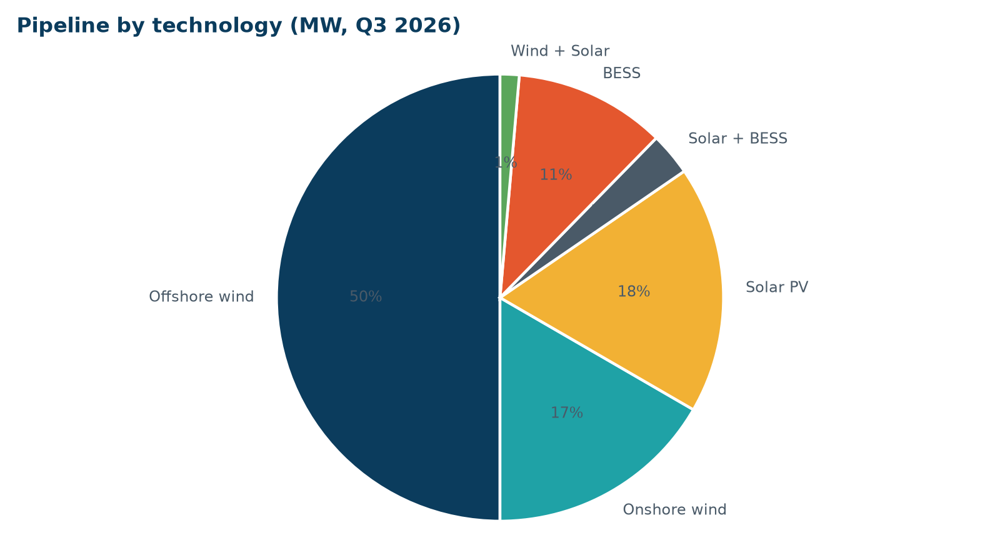 Pipeline by technology (MW, Q3 2026)
Wind + Solar
BESS
Solar + BESS
1%
11%
Solar PV
18%
Offshore wind
50%
17%
Onshore wind